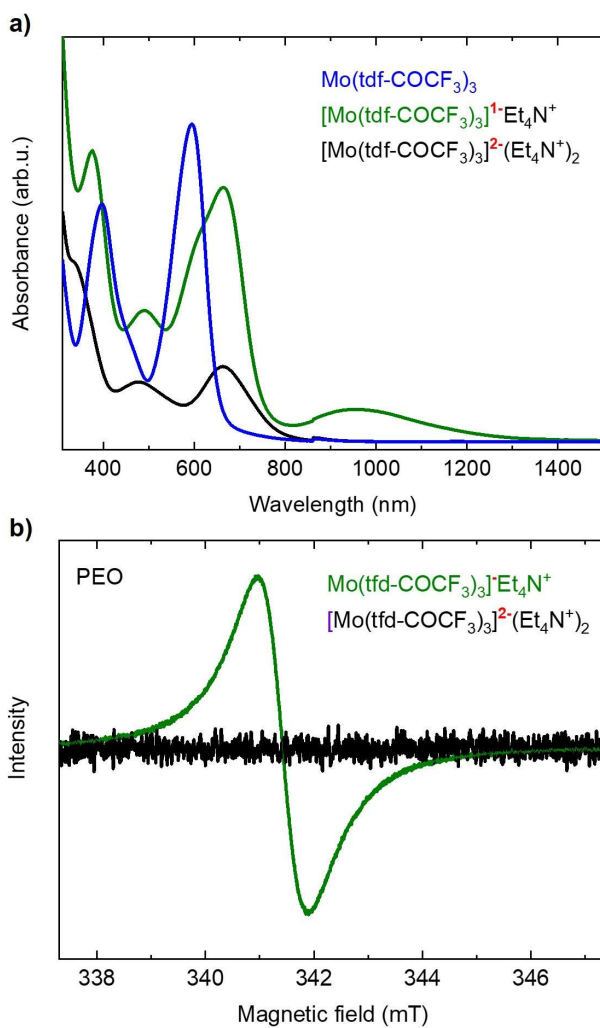 a)
Absorbance (arb.u.)
Mo(tdf-COCF₃)₃
[Mo(tdf-COCF₃)₃]¹⁻Et₄N⁺
[Mo(tdf-COCF₃)₃]²⁻(Et₄N⁺)₂
400 600 800 1000 1200 1400
Wavelength (nm)
b)
PEO
Intensity
Mo(tfd-COCF₃)₃]⁻Et₄N⁺
[Mo(tfd-COCF₃)₃]²⁻(Et₄N⁺)₂
338 340 342 344 346
Magnetic field (mT)